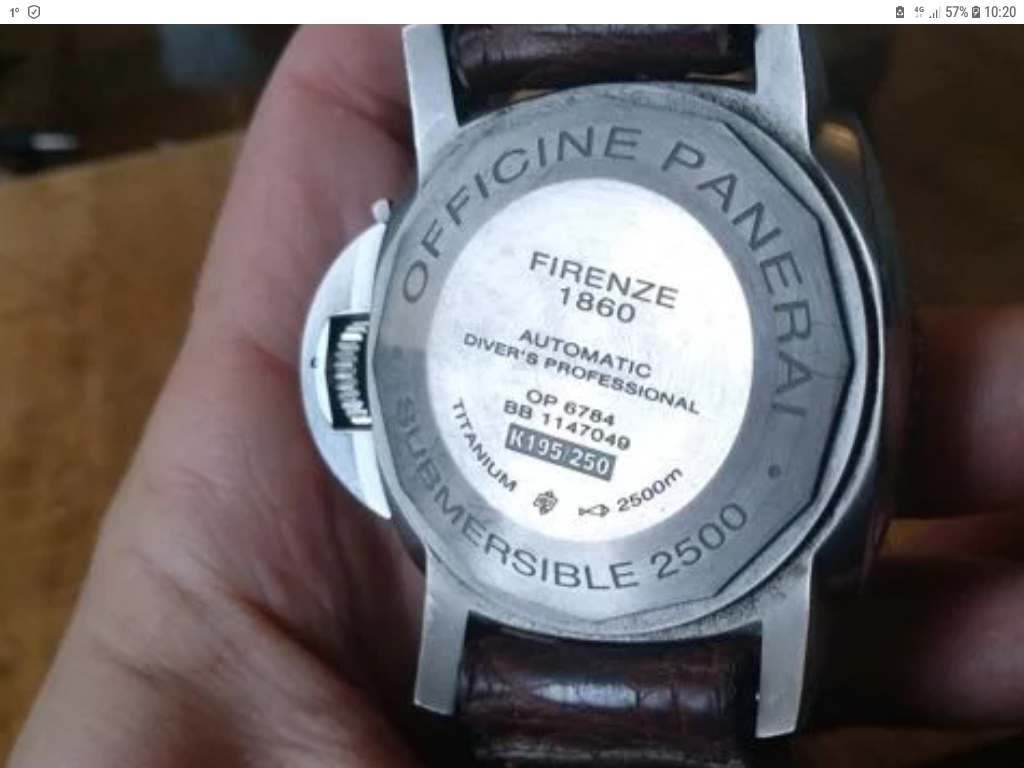 1°
4G
57%
10:20
OFFICINE PANERAI
FIRENZE
1860
AUTOMATIC
DIVER'S PROFESSIONAL
OP 6784
BB 1147049
K195/250
TITANIUM
2500m
SUBMERSIBLE 2500